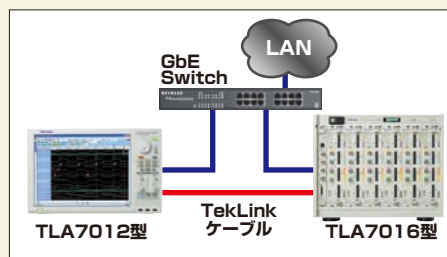 LAN
GbE
Switch
NETGEAR
TekLink
ケーブル
TLA7012型
TLA7016型